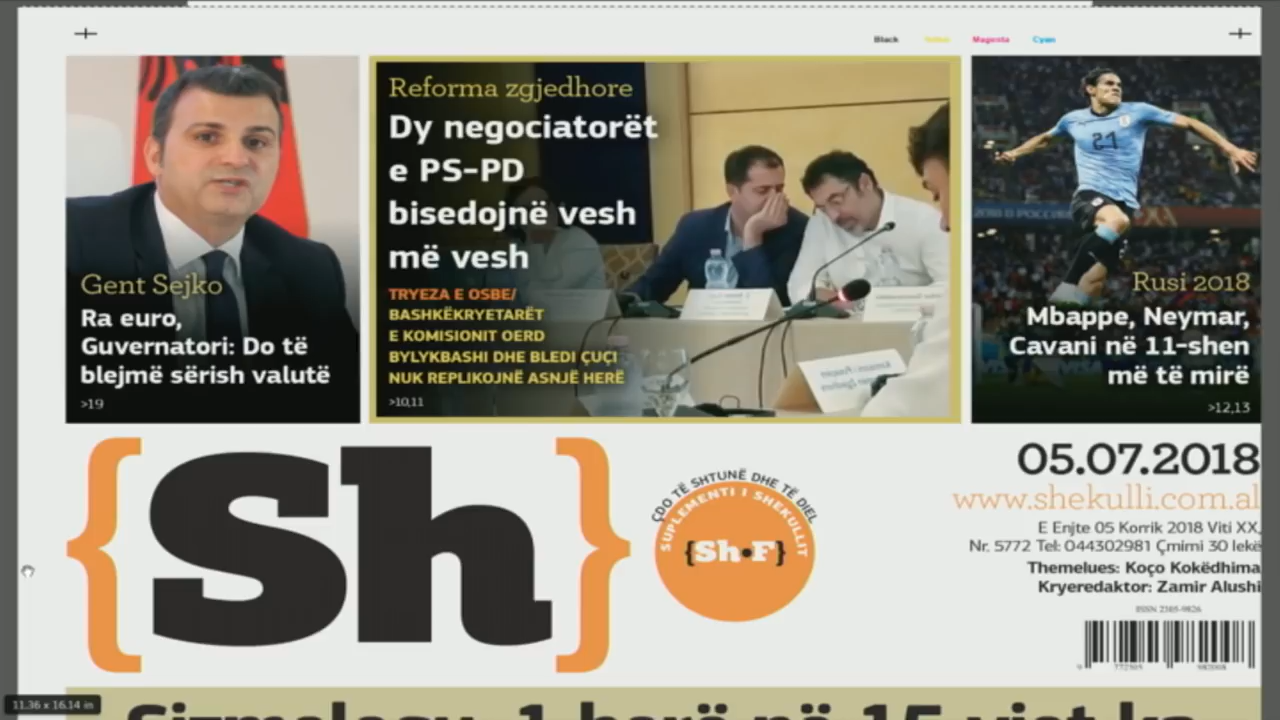 Black
Magenta
Cyan
Gent Sejko
Ra euro,
Guvernatori: Do të
blejmë sërish valutë
>19
Reforma zgjedhore
Dy negociatorët
e PS-PD
bisedojnë vesh
më vesh
TRYEZA E OSBE/
BASHKËKRYETARËT
E KOMISIONIT OERD
BYLYKBASHI DHE BLEDI ÇUÇI
NUK REPLIKOJNË ASNJË HERË
>10,11
21
Rusi 2018
Mbappe, Neymar,
Cavani në 11-shen
më të mirë
>12,13
{Sh}
ÇDO TË SHTUNË DHE TË DIEL
SUPLEMENTI I SHEKULLIT
{Sh•F}
05.07.2018
www.shekulli.com.al
E Enjte 05 Korrik 2018 Viti XX,
Nr. 5772 Tel: 044302981 Çmimi 30 lekë
Themelues: Koço Kokëdhima
Kryeredaktor: Zamir Alushi
ISSN 2305-9826
11.36 x 16.14 in